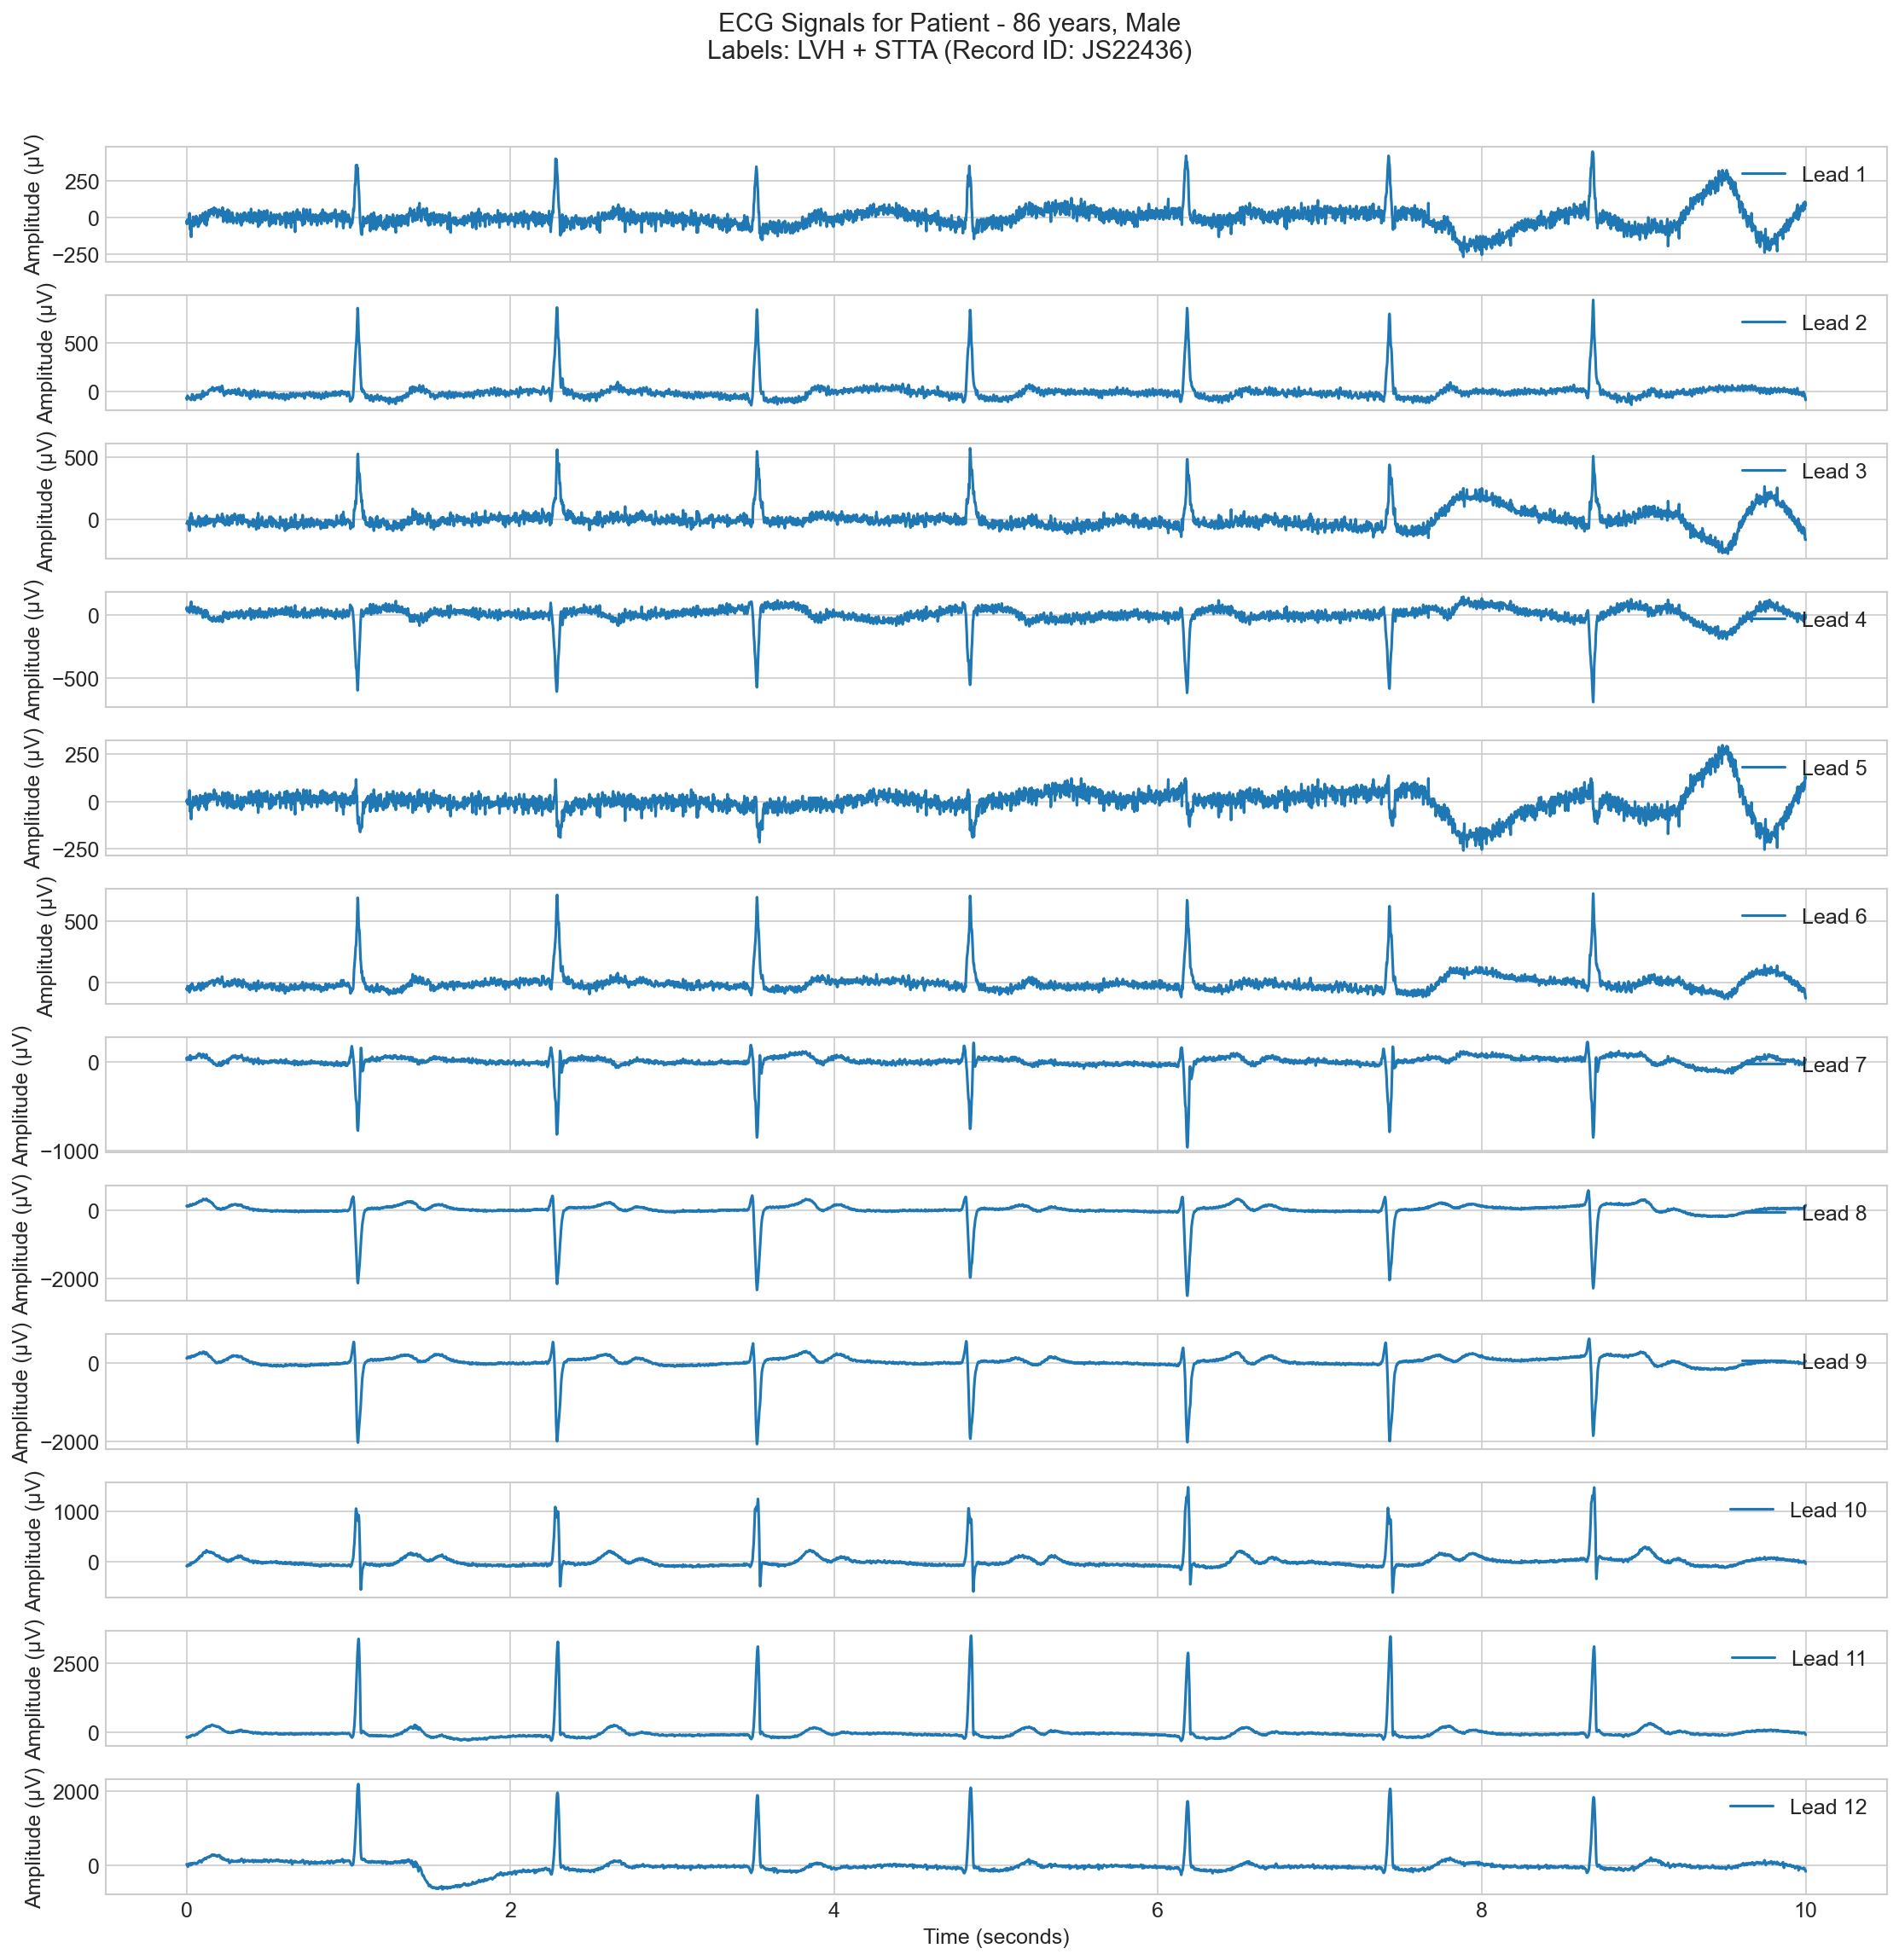 ECG Signals for Patient - 86 years, Male
Labels: LVH + STTA (Record ID: JS22436)
Amplitude (µV)
250
0
−250
Lead 1
Amplitude (µV)
500
0
Lead 2
Amplitude (µV)
500
0
Lead 3
Amplitude (µV)
0
−500
Lead 4
Amplitude (µV)
250
0
−250
Lead 5
Amplitude (µV)
500
0
Lead 6
Amplitude (µV)
0
−1000
Lead 7
Amplitude (µV)
0
−2000
Lead 8
Amplitude (µV)
0
−2000
Lead 9
Amplitude (µV)
1000
0
Lead 10
Amplitude (µV)
2500
0
Lead 11
Amplitude (µV)
2000
0
Lead 12
0 2 4 6 8 10
Time (seconds)